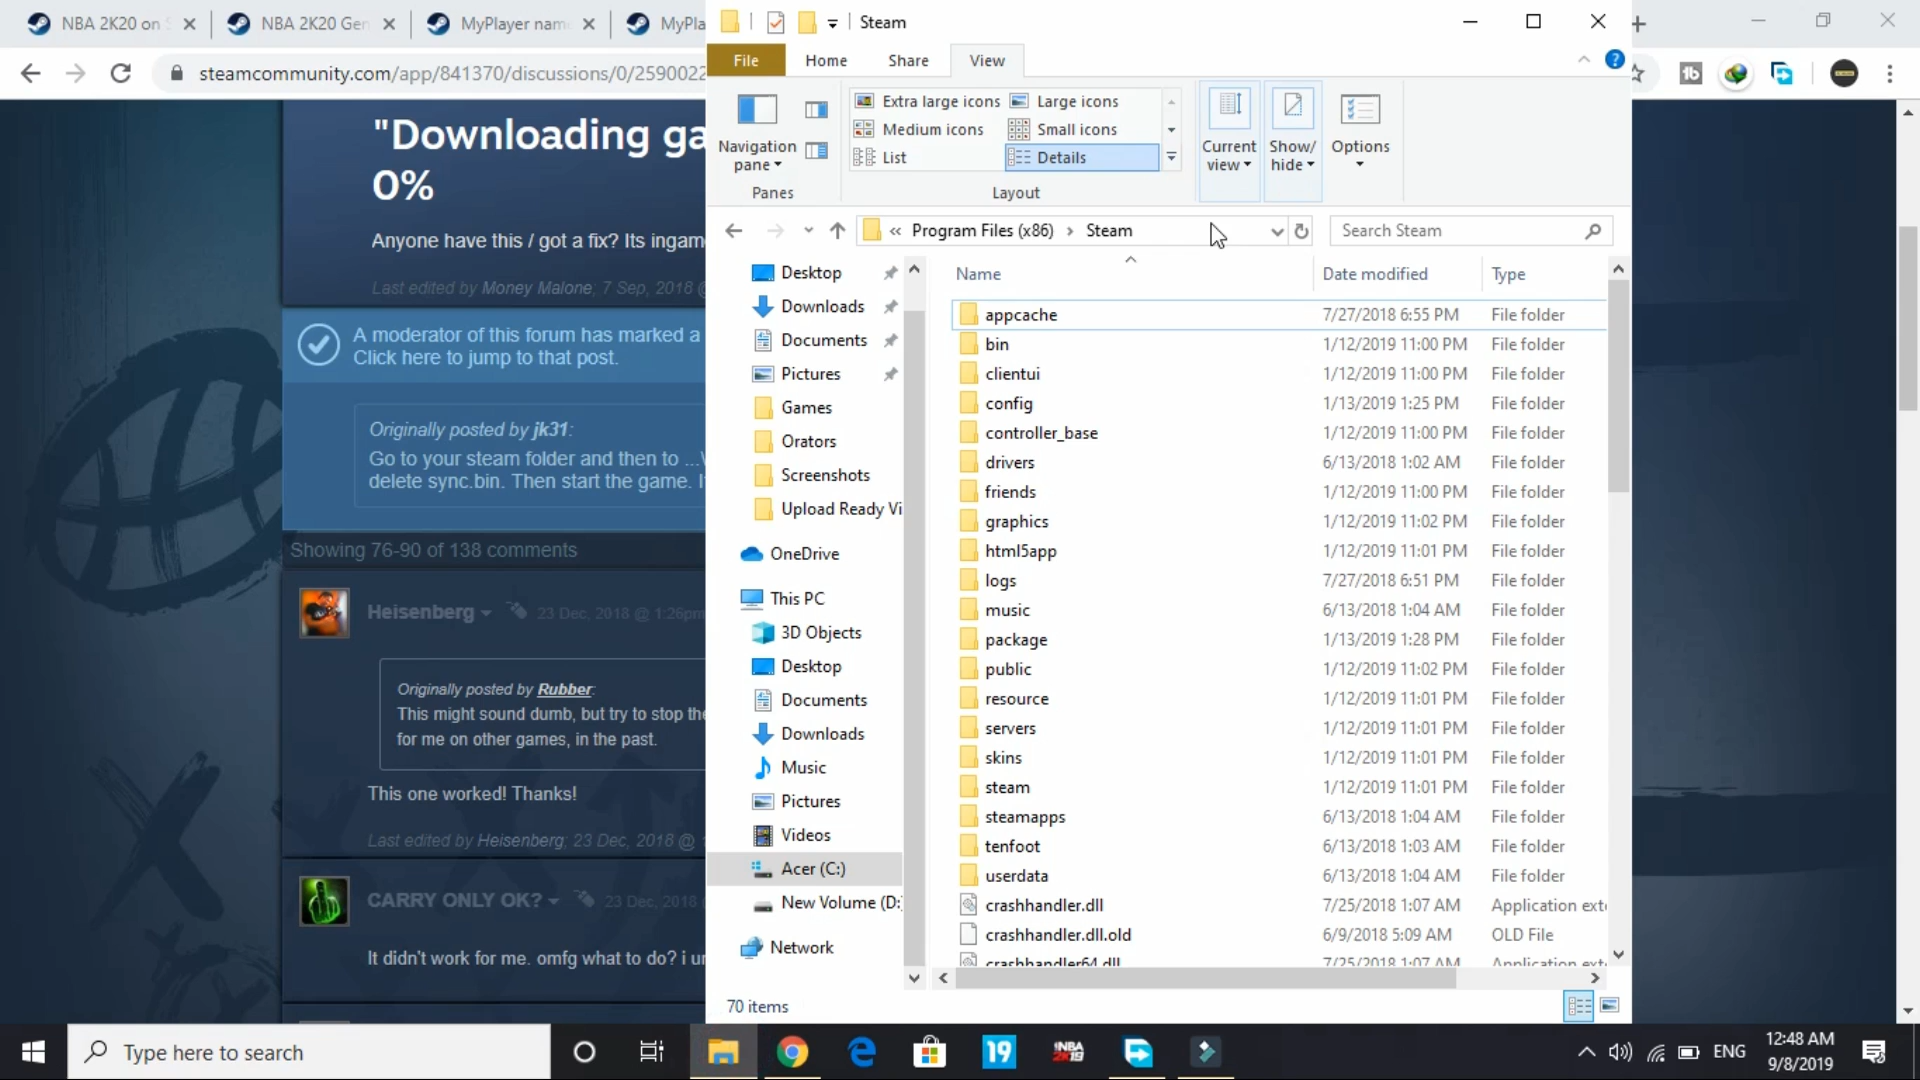 NBA 2K20 on
NBA 2K20 Gen
MyPlayer nam
MyPla
Steam
steamcommunity.com/app/841370/discussions/0/2590022
File
Home
Share
View
Navigation pane
Extra large icons
Large icons
Medium icons
Small icons
List
Details
Current view
Show/hide
Options
Panes
Layout
« Program Files (x86) › Steam
Search Steam
"Downloading ga
0%
Anyone have this / got a fix? Its ingam
Last edited by Money Malone; 7 Sep, 2018 @
A moderator of this forum has marked a
Click here to jump to that post.
Originally posted by jk31:
Go to your steam folder and then to ...\
delete sync.bin. Then start the game. I
Showing 76-90 of 138 comments
Heisenberg
23 Dec, 2018 @ 1:26pm
Originally posted by Rubber:
This might sound dumb, but try to stop the
for me on other games, in the past.
This one worked! Thanks!
Last edited by Heisenberg; 23 Dec, 2018 @
CARRY ONLY OK?
23 Dec, 2018
It didn't work for me. omfg what to do? i
Desktop
Downloads
Documents
Pictures
Games
Orators
Screenshots
Upload Ready Vi
OneDrive
This PC
3D Objects
Desktop
Documents
Downloads
Music
Pictures
Videos
Acer (C:)
New Volume (D:)
Network
Name Date modified Type
appcache 7/27/2018 6:55 PM File folder
bin 1/12/2019 11:00 PM File folder
clientui 1/12/2019 11:00 PM File folder
config 1/13/2019 1:25 PM File folder
controller_base 1/12/2019 11:00 PM File folder
drivers 6/13/2018 1:02 AM File folder
friends 1/12/2019 11:00 PM File folder
graphics 1/12/2019 11:02 PM File folder
html5app 1/12/2019 11:01 PM File folder
logs 7/27/2018 6:51 PM File folder
music 6/13/2018 1:04 AM File folder
package 1/13/2019 1:28 PM File folder
public 1/12/2019 11:02 PM File folder
resource 1/12/2019 11:01 PM File folder
servers 1/12/2019 11:01 PM File folder
skins 1/12/2019 11:01 PM File folder
steam 1/12/2019 11:01 PM File folder
steamapps 6/13/2018 1:04 AM File folder
tenfoot 6/13/2018 1:03 AM File folder
userdata 6/13/2018 1:04 AM File folder
crashhandler.dll 7/25/2018 1:07 AM Application ext
crashhandler.dll.old 6/9/2018 5:09 AM OLD File
crashhandler64.dll 7/25/2018 1:07 AM Application ext
70 items
Type here to search
19
NBA 2K19
ENG
12:48 AM
9/8/2019